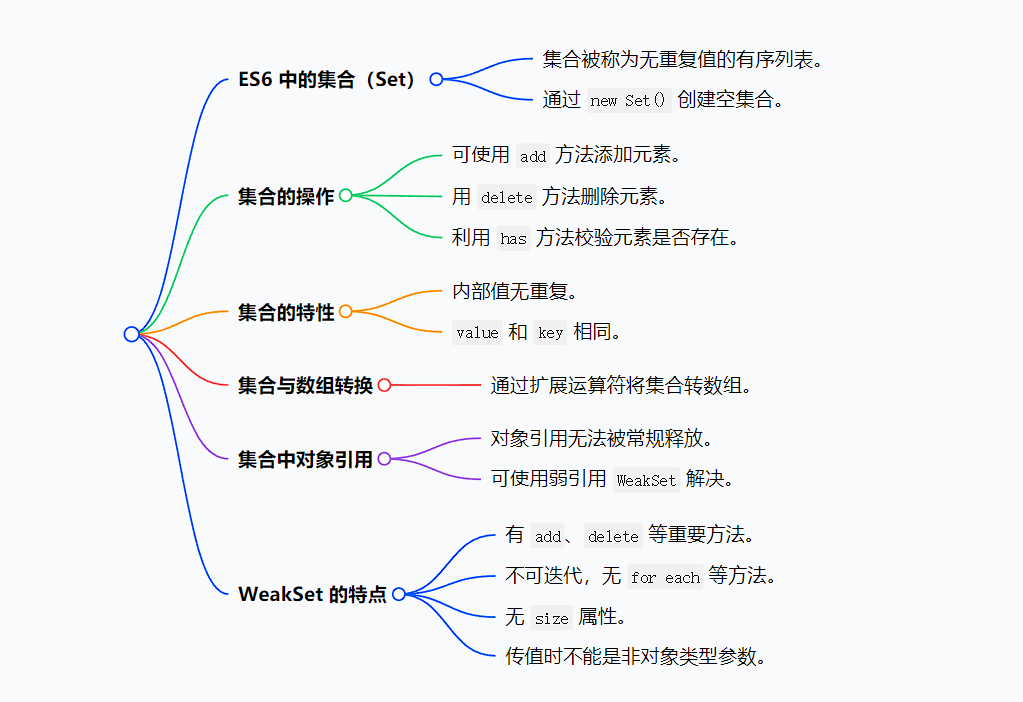 ES6 中的集合（Set）
集合被称为无重复值的有序列表。
通过 new Set() 创建空集合。
集合的操作
可使用 add 方法添加元素。
用 delete 方法删除元素。
利用 has 方法校验元素是否存在。
集合的特性
内部值无重复。
value 和 key 相同。
集合与数组转换
通过扩展运算符将集合转数组。
集合中对象引用
对象引用无法被常规释放。
可使用弱引用 WeakSet 解决。
WeakSet 的特点
有 add、delete 等重要方法。
不可迭代，无 for each 等方法。
无 size 属性。
传值时不能是非对象类型参数。